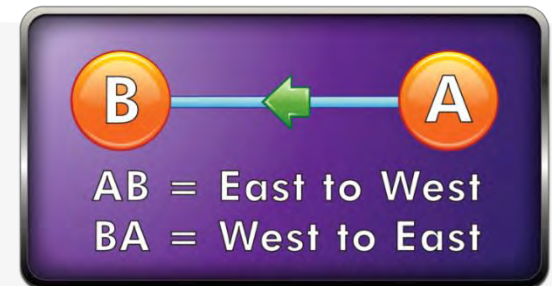 B A
AB = East to West
BA = West to East